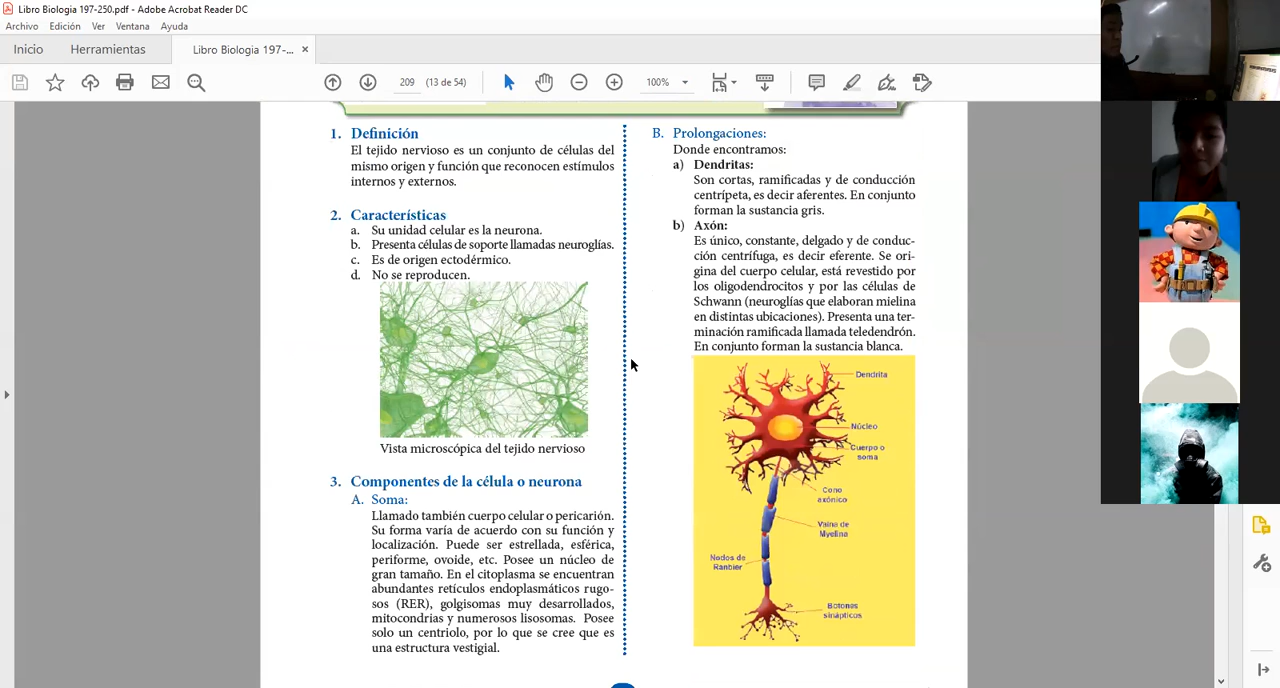 Libro Biologia 197-250.pdf - Adobe Acrobat Reader DC
Archivo Edición Ver Ventana Ayuda
Inicio Herramientas Libro Biologia 197-... ×
209 (13 de 54) 100%
1. Definición
El tejido nervioso es un conjunto de células del
mismo origen y función que reconocen estímulos
internos y externos.
2. Características
a. Su unidad celular es la neurona.
b. Presenta células de soporte llamadas neuroglías.
c. Es de origen ectodérmico.
d. No se reproducen.
Vista microscópica del tejido nervioso
3. Componentes de la célula o neurona
A. Soma:
Llamado también cuerpo celular o pericarión.
Su forma varía de acuerdo con su función y
localización. Puede ser estrellada, esférica,
periforme, ovoide, etc. Posee un núcleo de
gran tamaño. En el citoplasma se encuentran
abundantes retículos endoplasmáticos rugo-
sos (RER), golgisomas muy desarrollados,
mitocondrias y numerosos lisosomas. Posee
solo un centriolo, por lo que se cree que es
una estructura vestigial.
B. Prolongaciones:
Donde encontramos:
a) Dendritas:
Son cortas, ramificadas y de conducción
centrípeta, es decir aferentes. En conjunto
forman la sustancia gris.
b) Axón:
Es único, constante, delgado y de conduc-
ción centrífuga, es decir eferente. Se ori-
gina del cuerpo celular, está revestido por
los oligodendrocitos y por las células de
Schwann (neuroglías que elaboran mielina
en distintas ubicaciones). Presenta una ter-
minación ramificada llamada teledendrón.
En conjunto forman la sustancia blanca.
Dendrita
Núcleo
Cuerpo o
soma
Cono
axónico
Vaina de
Myelina
Nodos de
Ranbier
Botones
sinápticos